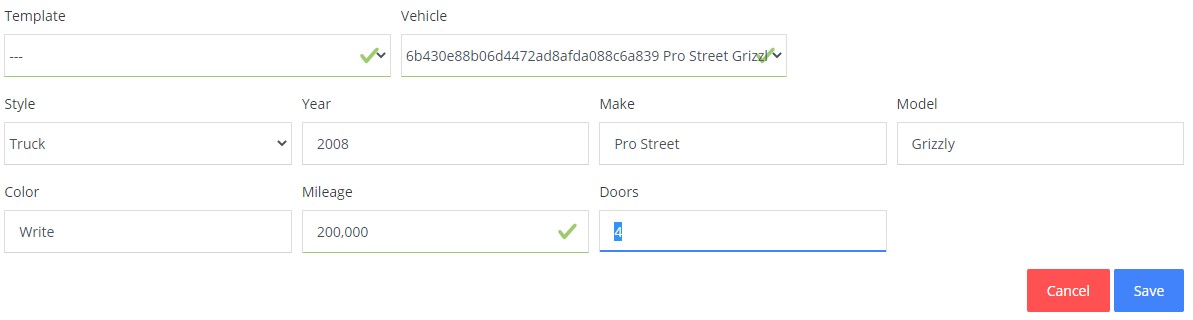 Template Vehicle
--- 6b430e88b06d4472ad8afda088c6a839 Pro Street Grizzl
Style Year Make Model
Truck 2008 Pro Street Grizzly
Color Mileage Doors
Write 200,000 4
Cancel Save